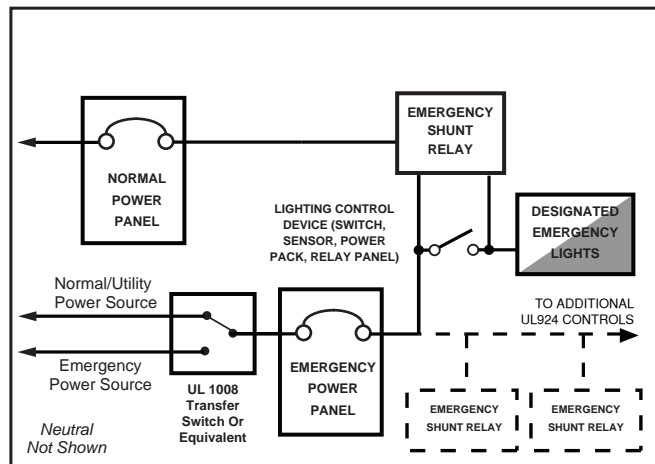 EMERGENCY
SHUNT
RELAY
NORMAL
POWER
PANEL
LIGHTING CONTROL
DEVICE (SWITCH,
SENSOR, POWER
PACK, RELAY PANEL)
DESIGNATED
EMERGENCY
LIGHTS
Normal/Utility
Power Source
Emergency
Power Source
UL 1008
Transfer
Switch Or
Equivalent
EMERGENCY
POWER
PANEL
TO ADDITIONAL
UL924 CONTROLS
EMERGENCY
SHUNT RELAY
EMERGENCY
SHUNT RELAY
Neutral
Not Shown